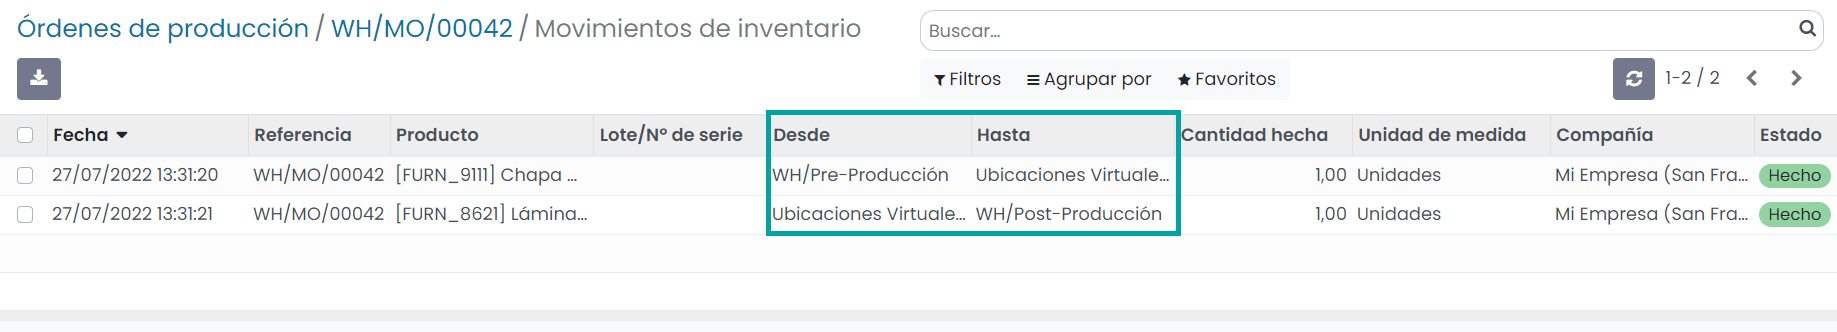 Órdenes de producción / WH/MO/00042 / Movimientos de inventario
Buscar...
Filtros Agrupar por Favoritos 1-2 / 2
Fecha Referencia Producto Lote/Nº de serie Desde Hasta Cantidad hecha Unidad de medida Compañía Estado
27/07/2022 13:31:20 WH/MO/00042 [FURN_9111] Chapa ... WH/Pre-Producción Ubicaciones Virtuale... 1,00 Unidades Mi Empresa (San Fra... Hecho
27/07/2022 13:31:21 WH/MO/00042 [FURN_8621] Lámina... Ubicaciones Virtuale... WH/Post-Producción 1,00 Unidades Mi Empresa (San Fra... Hecho